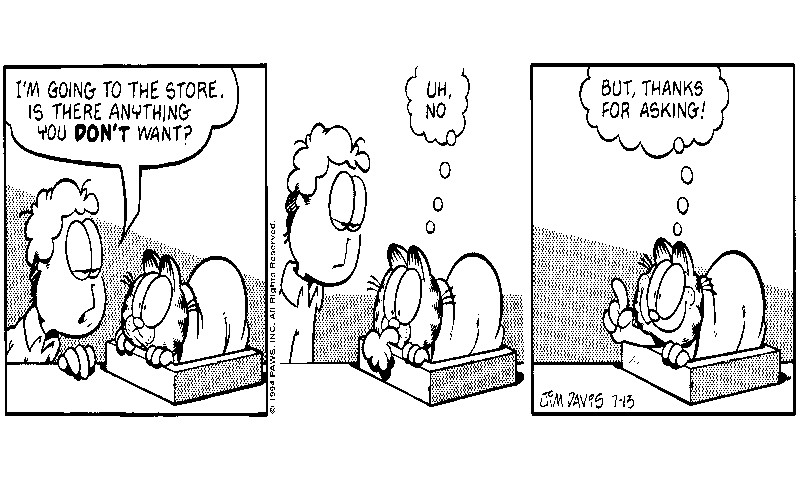 I'M GOING TO THE STORE.
IS THERE ANYTHING
YOU DON'T WANT?
© 1994 PAWS, INC. All Rights Reserved.
UH,
NO
BUT, THANKS
FOR ASKING!
JIM DAVIS 7-13